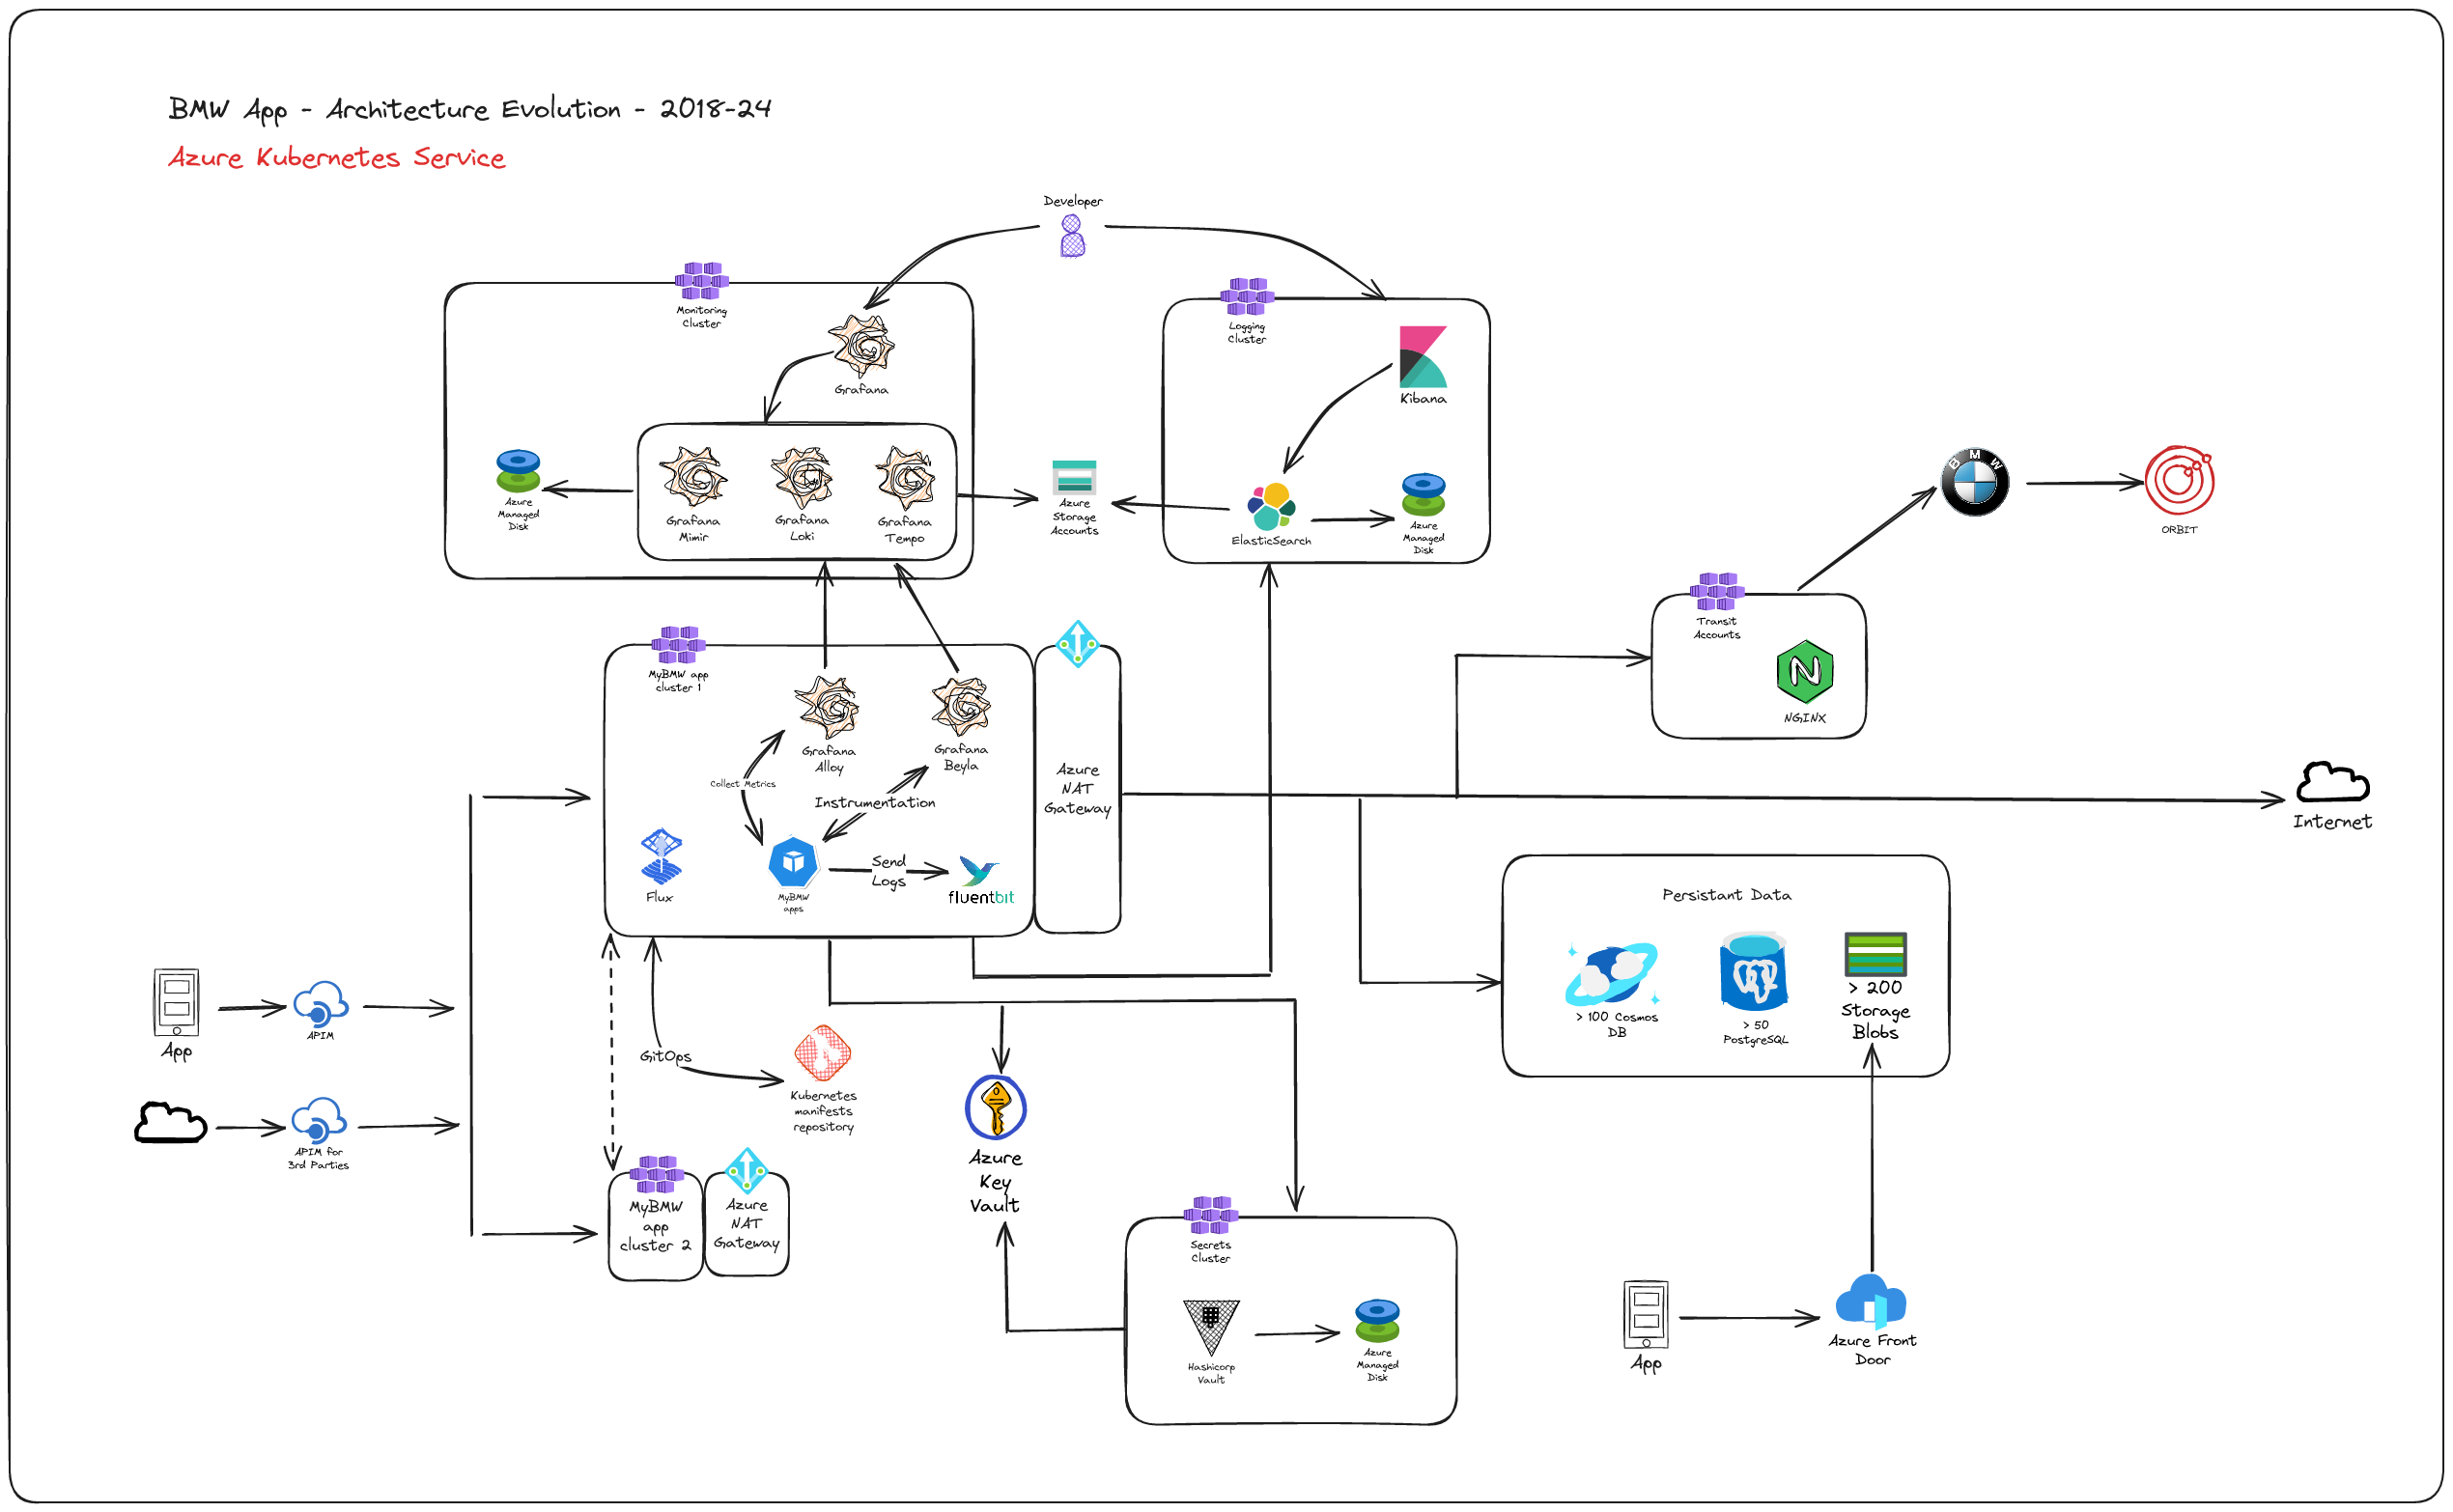 BMW App - Architecture Evolution - 2018-24
Azure Kubernetes Service
Developer
Monitoring
Cluster
Grafana
Azure
Managed
Disk
Grafana
Mimir
Grafana
Loki
Grafana
Tempo
Azure
Storage
Accounts
Logging
Cluster
Kibana
ElasticSearch
Azure
Managed
Disk
BMW
ORBIT
Transit
Accounts
NGINX
MyBMW app
cluster 1
Grafana
Alloy
Grafana
Beyla
Collect Metrics
Instrumentation
Flux
MyBMW
apps
Send
Logs
fluentbit
Azure
NAT
Gateway
Internet
Persistant Data
> 100 Cosmos
DB
> 50
PostgreSQL
> 200
Storage
Blobs
App
APIM
APIM for
3rd Parties
GitOps
Kubernetes
manifests
repository
Azure
Key
Vault
MyBMW
app
cluster 2
Azure
NAT
Gateway
Secrets
Cluster
Hashicorp
Vault
Azure
Managed
Disk
App
Azure Front
Door